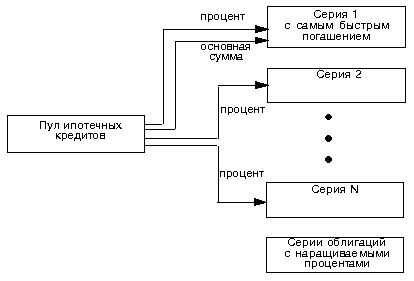 процент
Серия 1
с самым быстрым
погашением
основная
сумма
Серия 2
процент
Пул ипотечных
кредитов
процент
Серия N
Серии облигаций
с наращиваемыми
процентами